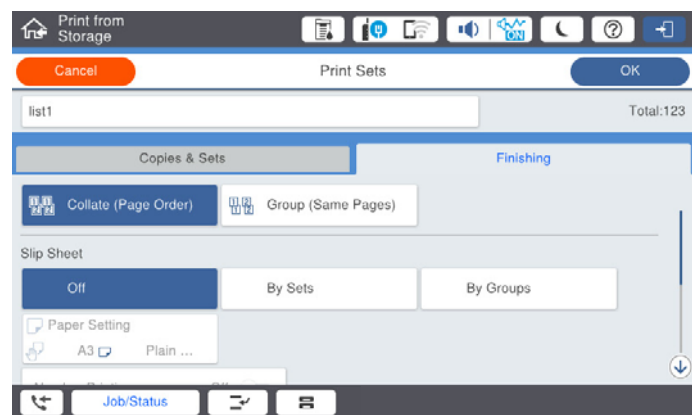 Print from
Storage
ON
Cancel
Print Sets
OK
list1
Total:123
Copies & Sets
Finishing
Collate (Page Order)
Group (Same Pages)
Slip Sheet
Off
By Sets
By Groups
Paper Setting
A3
Plain ...
Job/Status